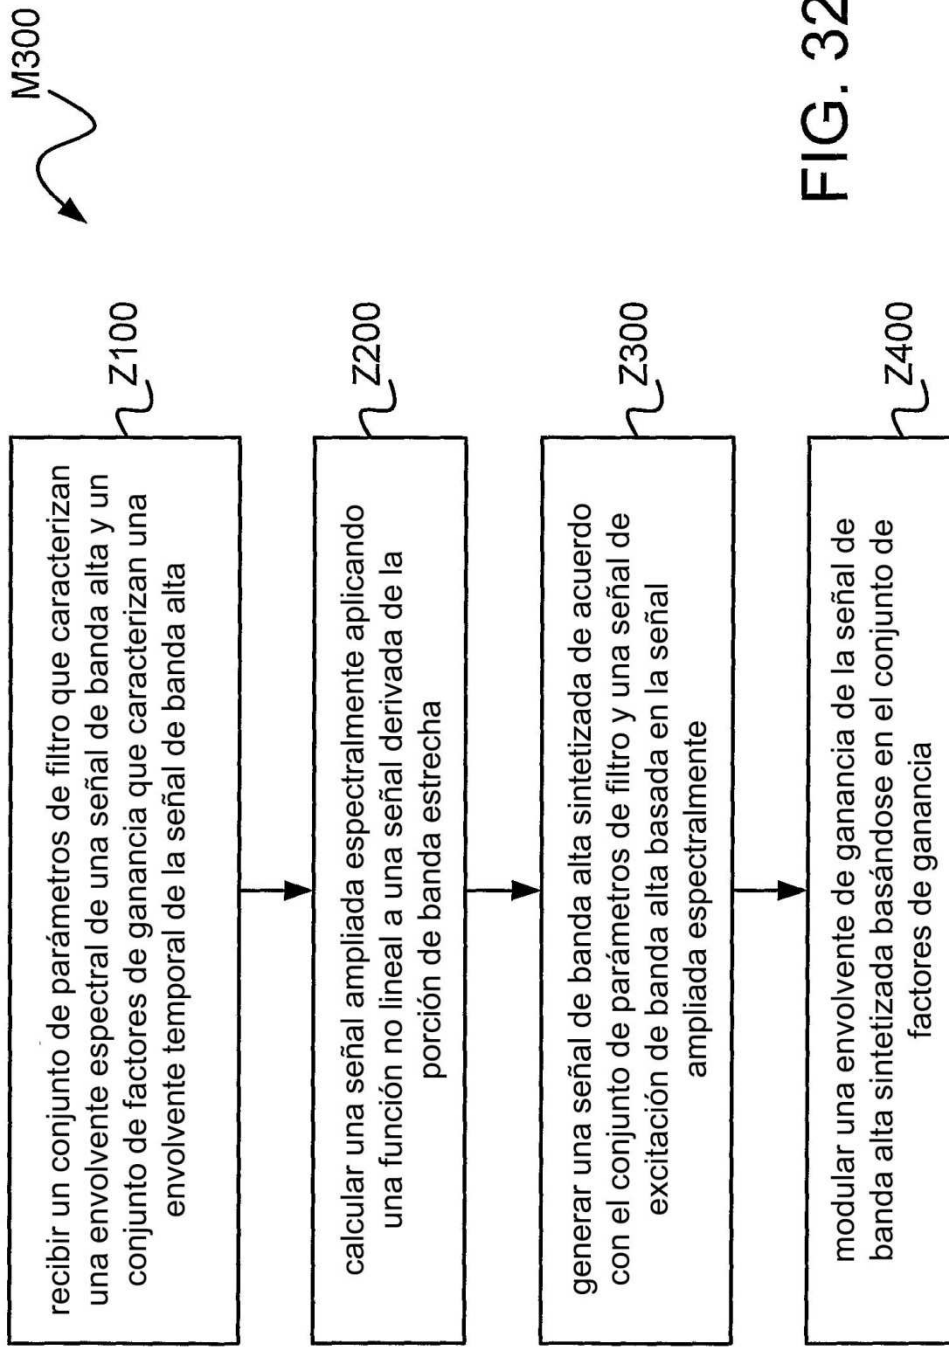 M300
recibir un conjunto de parámetros de filtro que caracterizan
una envolvente espectral de una señal de banda alta y un
conjunto de factores de ganancia que caracterizan una
envolvente temporal de la señal de banda alta
Z100
calcular una señal ampliada espectralmente aplicando
una función no lineal a una señal derivada de la
porción de banda estrecha
Z200
generar una señal de banda alta sintetizada de acuerdo
con el conjunto de parámetros de filtro y una señal de
excitación de banda alta basada en la señal
ampliada espectralmente
Z300
modular una envolvente de ganancia de la señal de
banda alta sintetizada basándose en el conjunto de
factores de ganancia
Z400
FIG. 32